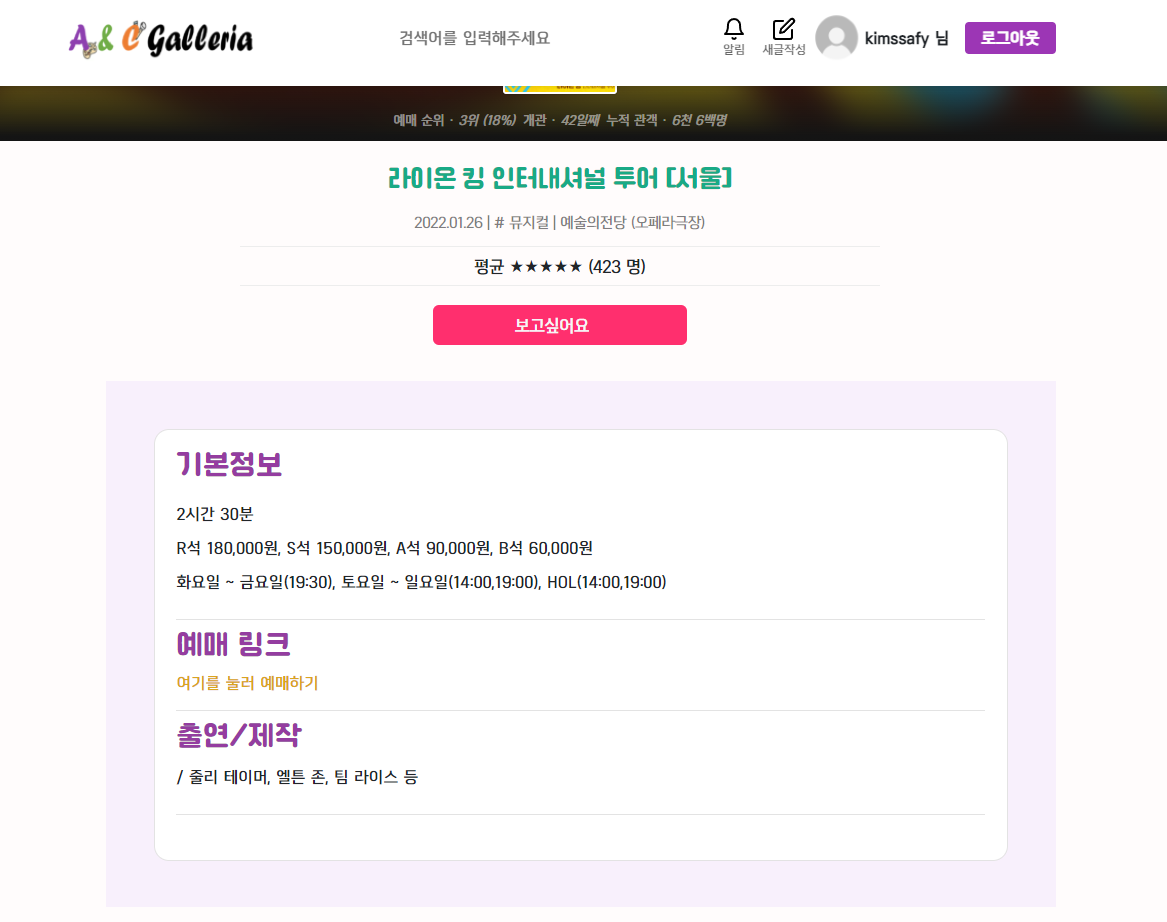 A & C Galleria
검색어를 입력해주세요
알림
새글작성
kimssafy 님
로그아웃
예매 순위 · 3위 (18%) 개관 · 42일째 누적 관객 · 6천 6백명
라이온 킹 인터내셔널 투어 [서울]
2022.01.26 | # 뮤지컬 | 예술의전당 (오페라극장)
평균 ★★★★★ (423 명)
보고싶어요
기본정보
2시간 30분
R석 180,000원, S석 150,000원, A석 90,000원, B석 60,000원
화요일 ~ 금요일(19:30), 토요일 ~ 일요일(14:00,19:00), HOL(14:00,19:00)
예매 링크
여기를 눌러 예매하기
출연/제작
/ 줄리 테이머, 엘튼 존, 팀 라이스 등